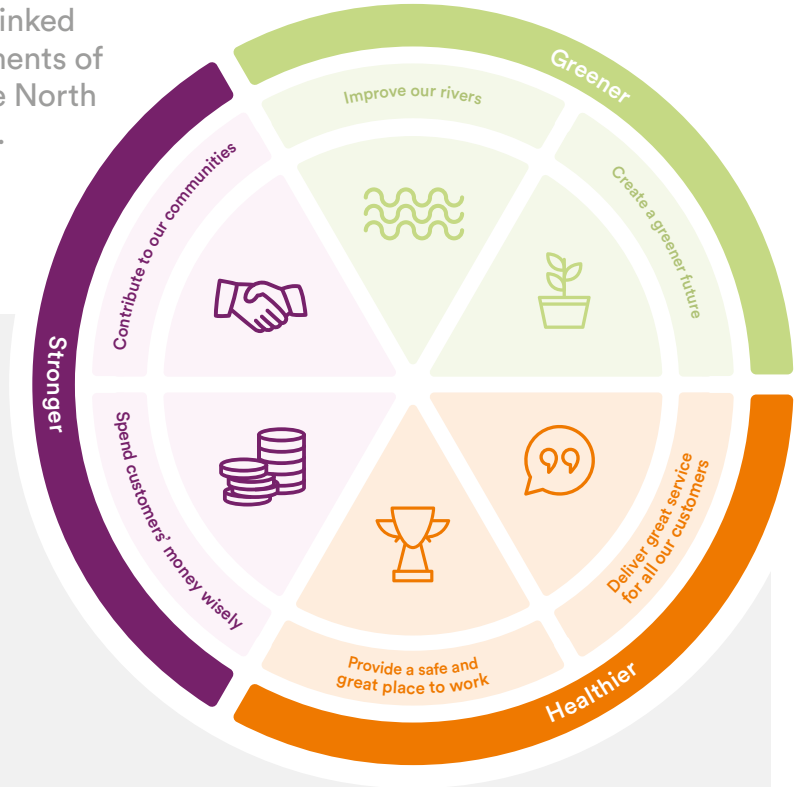 inked
ments of
e North
.
Greener
Improve our rivers
Create a greener future
Healthier
Deliver great service
for all our customers
Provide a safe and
great place to work
Stronger
Spend customers’ money wisely
Contribute to our communities